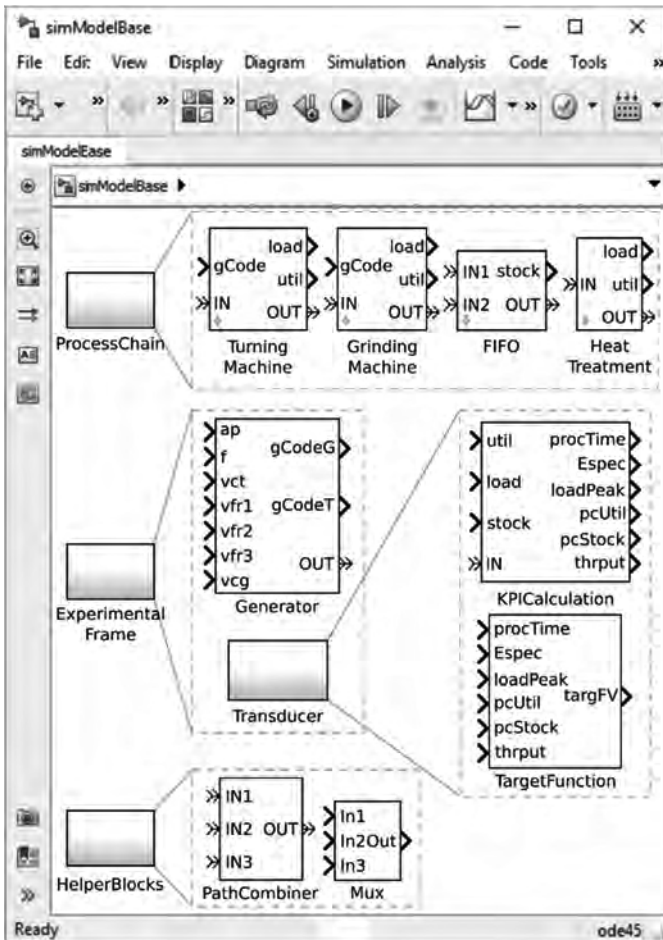 simModelBase
File Edit View Display Diagram Simulation Analysis Code Tools »
simModelEase
simModelBase
load load load
gCode gCode IN1 stock
util util IN util
IN IN IN2 OUT
OUT OUT OUT
ProcessChain
Turning Machine
Grinding Machine
FIFO
Heat Treatment
ap
f
vct
vfr1
vfr2
vfr3
vcg
gCodeG
gCodeT
OUT
Generator
Experimental Frame
Transducer
util
load
stock
IN
procTime
Espec
loadPeak
pcUtil
pcStock
thrput
KPICalculation
procTime
Espec
loadPeak
pcUtil
pcStock
thrput
targFV
TargetFunction
HelperBlocks
IN1
IN2 OUT
IN3
PathCombiner
In1
In2Out
In3
Mux
Ready ode45